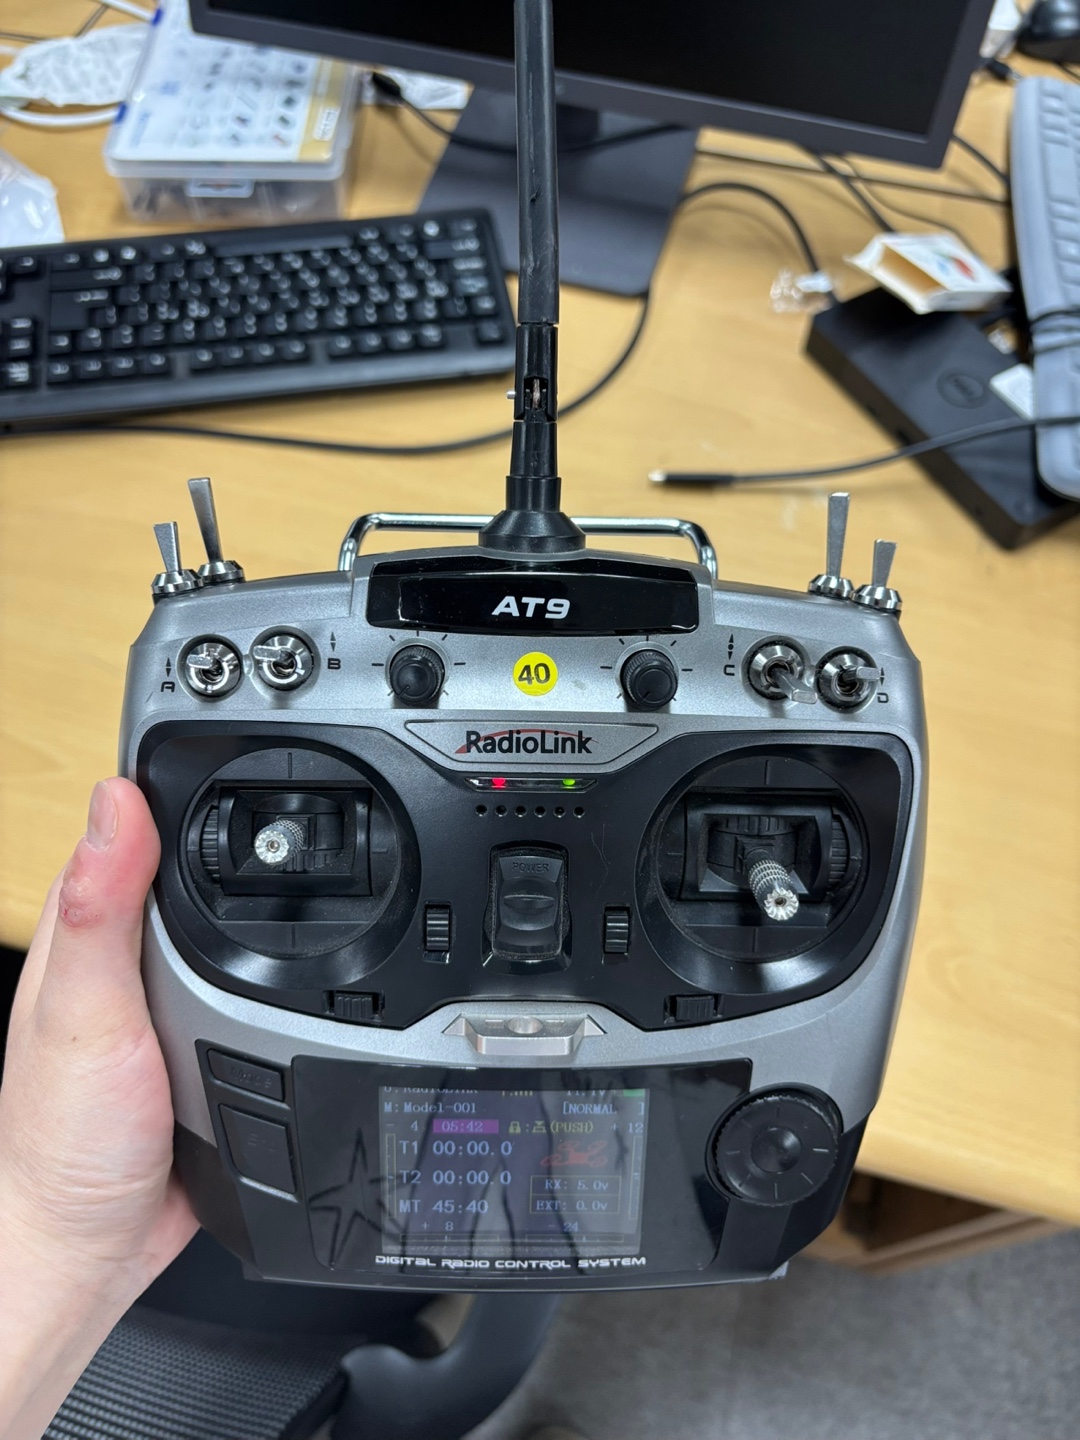 AT9
B
A
40
C
D
RadioLink
POWER
M:Model-001
[NORMAL ]
- 4
05:42
:(PUSH)
+ 12
T1 00:00.0
T2 00:00.0
RX: 5.0v
MT 45:40
EXT: 0.0v
+ 8
- 24
DIGITAL RADIO CONTROL SYSTEM